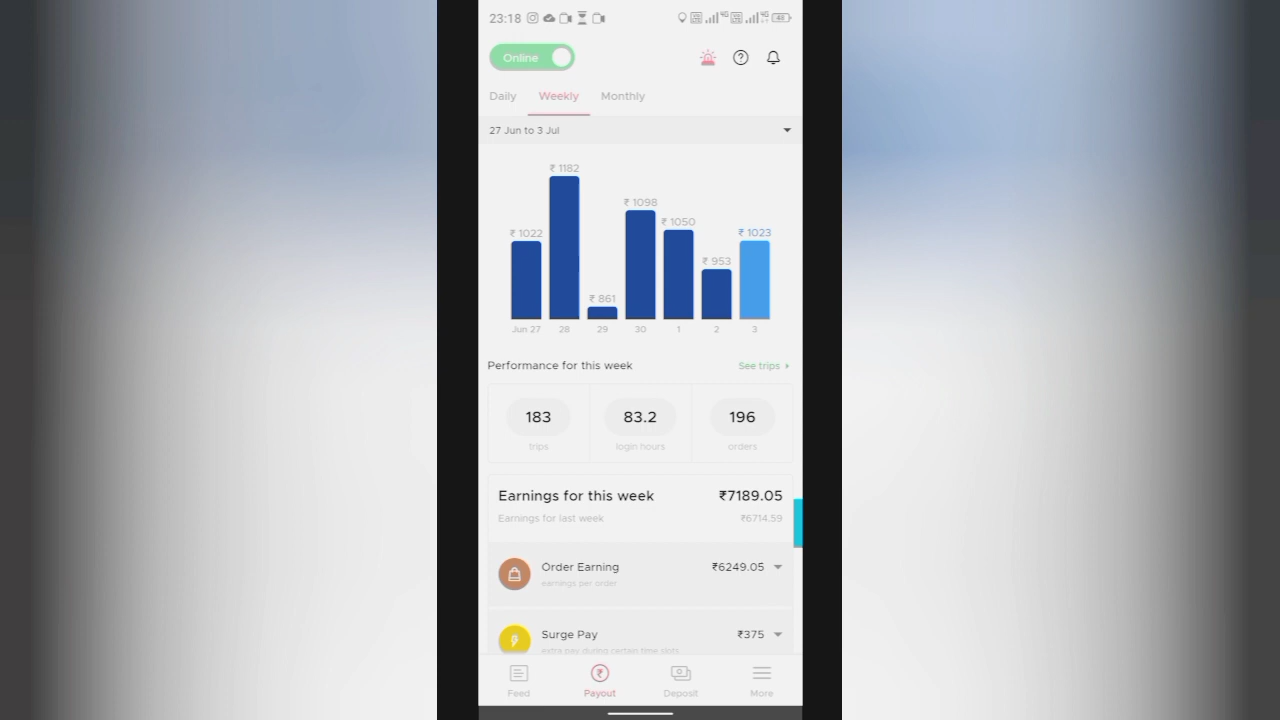 23:18
Online
Daily Weekly Monthly
27 Jun to 3 Jul
₹ 1182
₹ 1098
₹ 1050
₹ 1022 ₹ 1023
₹ 953
₹ 861
Jun 27 28 29 30 1 2 3
Performance for this week See trips
183 83.2 196
trips login hours orders
Earnings for this week ₹7189.05
Earnings for last week ₹6714.59
Order Earning ₹6249.05
earnings per order
Surge Pay ₹375
extra pay during certain time slots
Feed Payout Deposit More